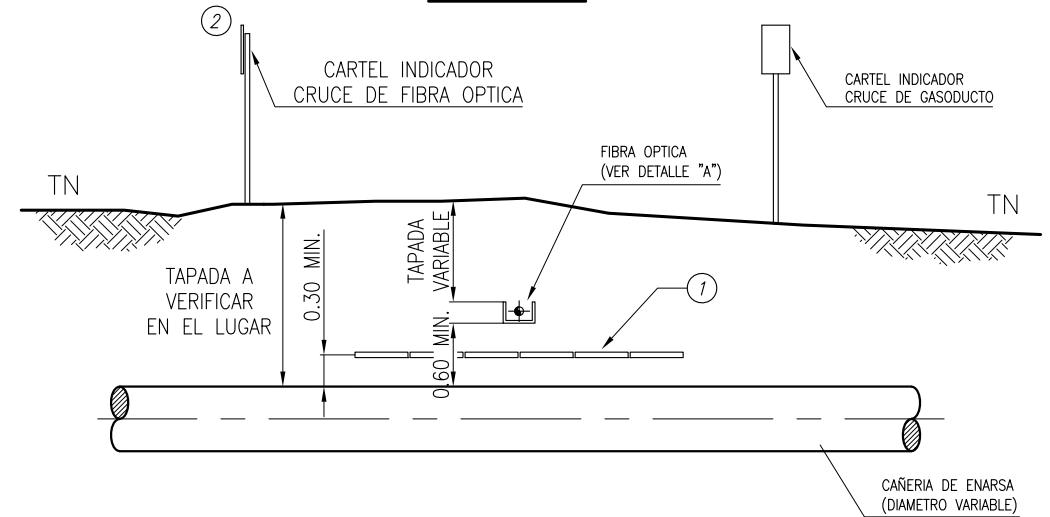 2
CARTEL INDICADOR
CRUCE DE FIBRA OPTICA
CARTEL INDICADOR
CRUCE DE GASODUCTO
FIBRA OPTICA
(VER DETALLE "A")
TN
TN
TAPADA A
VERIFICAR
EN EL LUGAR
0.30 MIN.
TAPADA
VARIABLE
0.60 MIN.
1
CAÑERIA DE ENARSA
(DIAMETRO VARIABLE)